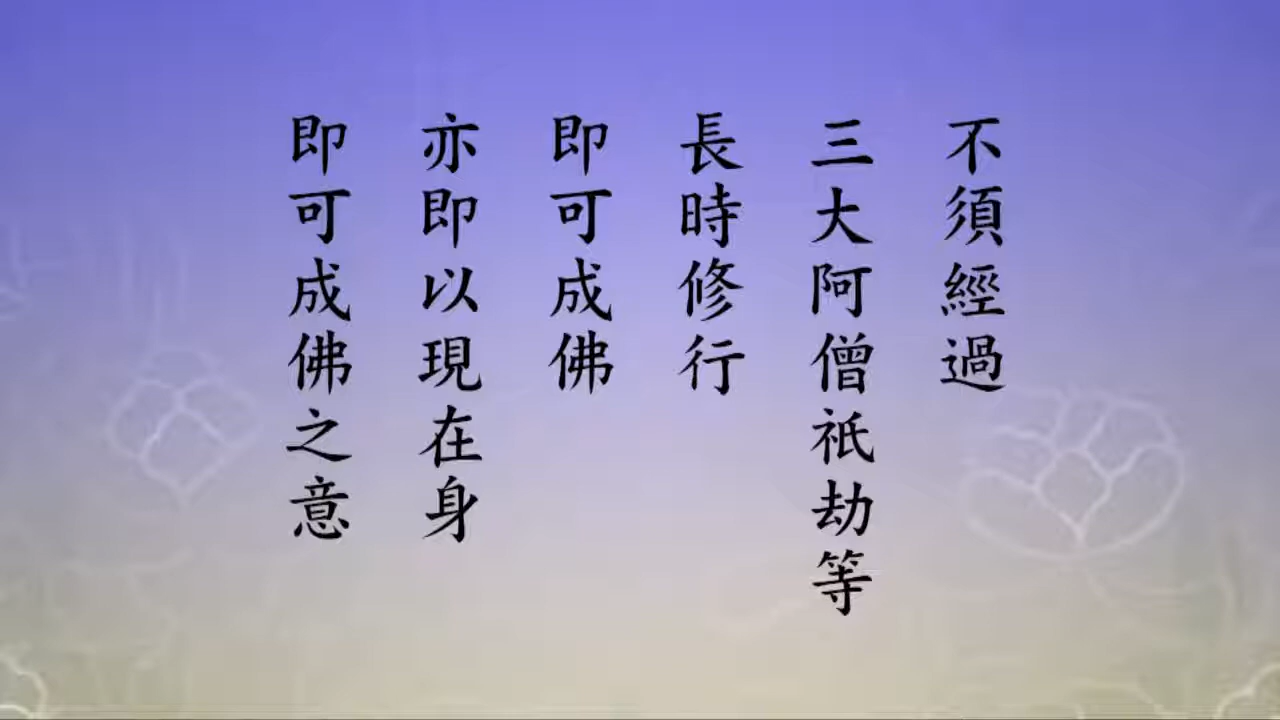 不須經過
三大阿僧祇劫等
長時修行
即可成佛
亦即以現在身
即可成佛之意